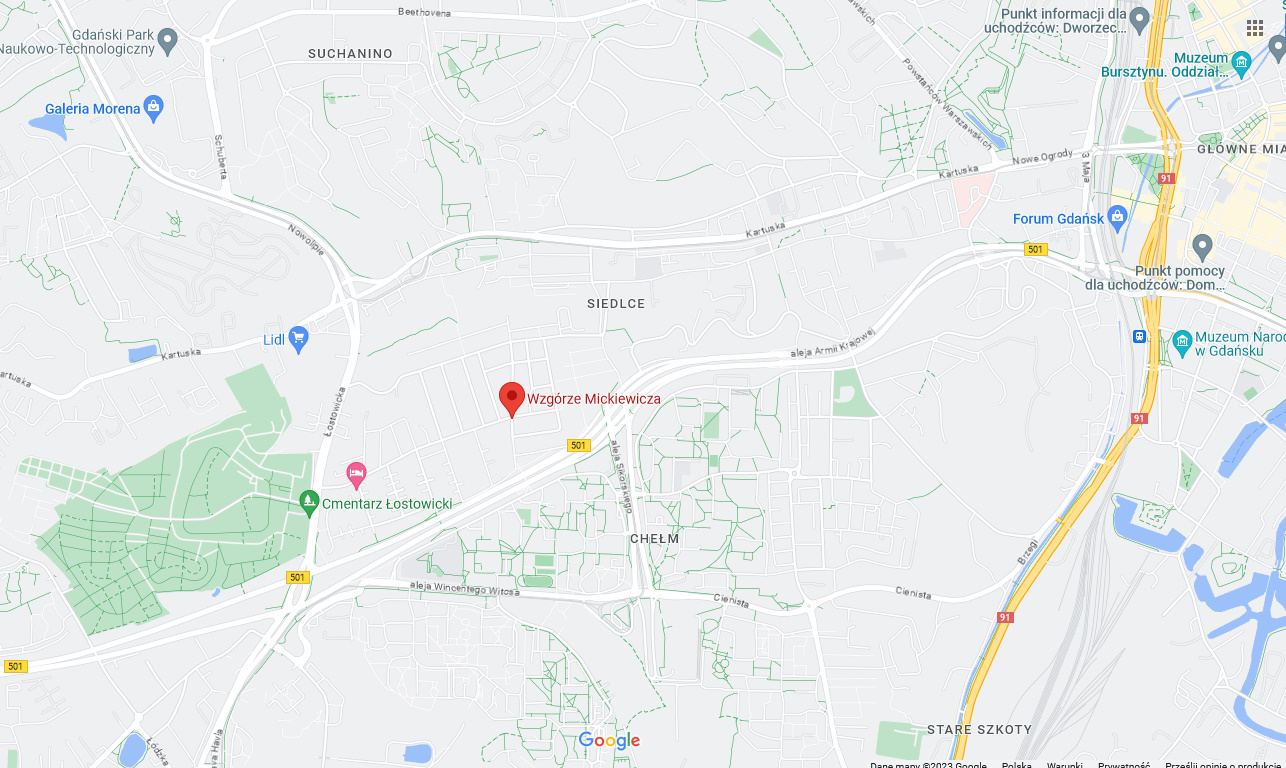 Beethovena
Punkt informacji dla
uchodźców: Dworzec...
Gdański Park
Naukowo-Technologiczny
SUCHANINO
Muzeum
Bursztynu. Oddział...
Powstańców Warszawskich
Galeria Morena
Schuberta
GŁÓWNE MIA
Nowe Ogrody
3 Maja
Kartuska
91
Forum Gdańsk
Kartuska
Nowolipie
501
Punkt pomocy
dla uchodźców: Dom...
SIEDLCE
Lidl
Kartuska
aleja Armii Krajowej
Muzeum Narod
w Gdańsku
artuska
Łostowicka
Wzgórze Mickiewicza
91
501
aleja Sikorskiego
Cmentarz Łostowicki
CHEŁM
Brzegi
501
aleja Wincentego Witosa
Cienista
Cienista
91
501
STARE SZKOTY
Łódzka
Google
Dane mapy ©2023 Google Polska Warunki Prywatność Prześlij opinię o produkcie